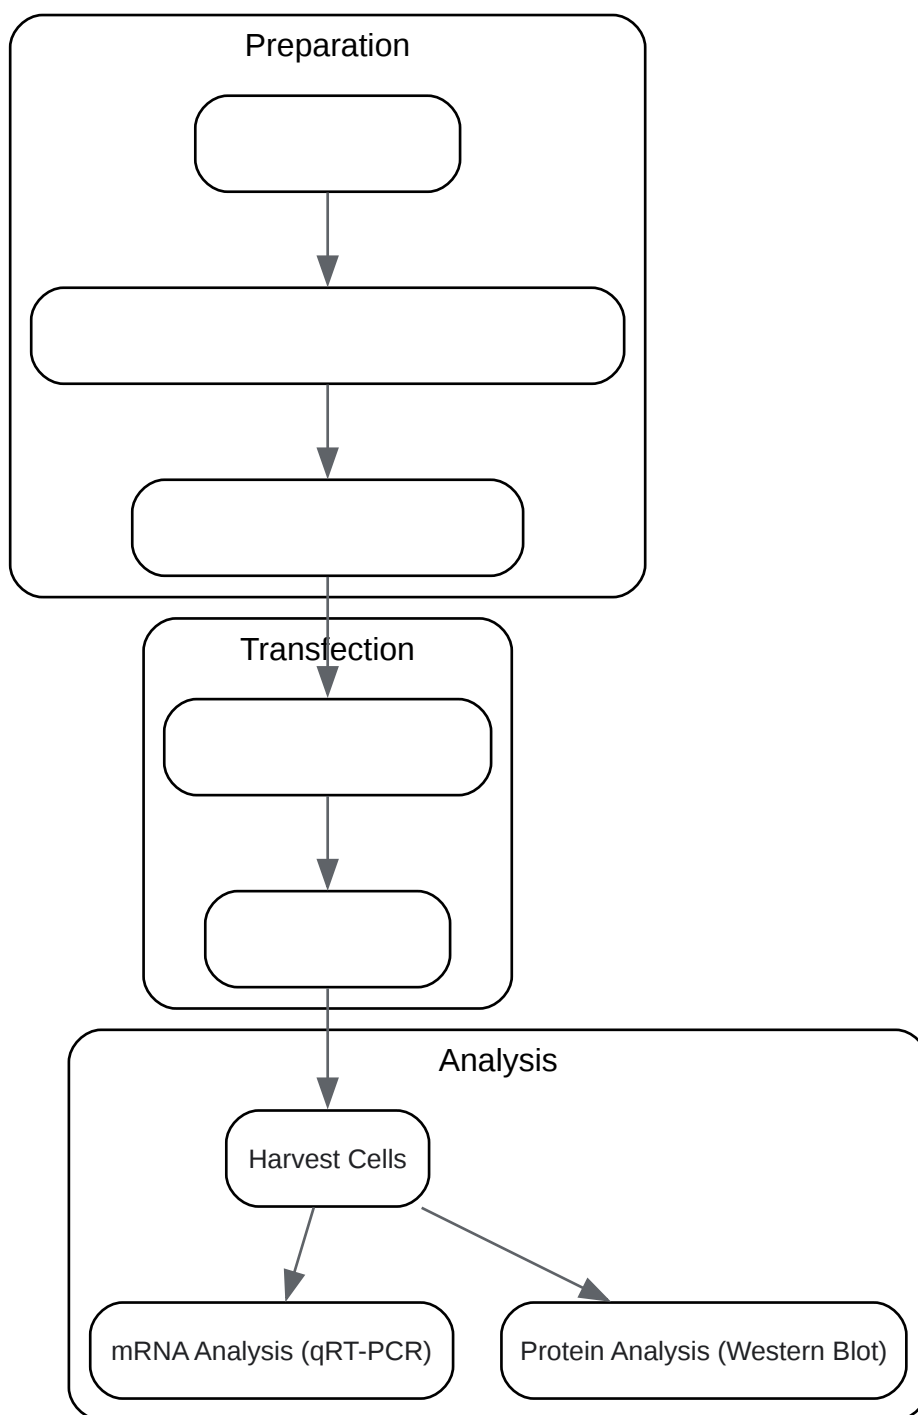 Preparation
Transfection
Analysis
Harvest Cells
mRNA Analysis (qRT-PCR)
Protein Analysis (Western Blot)